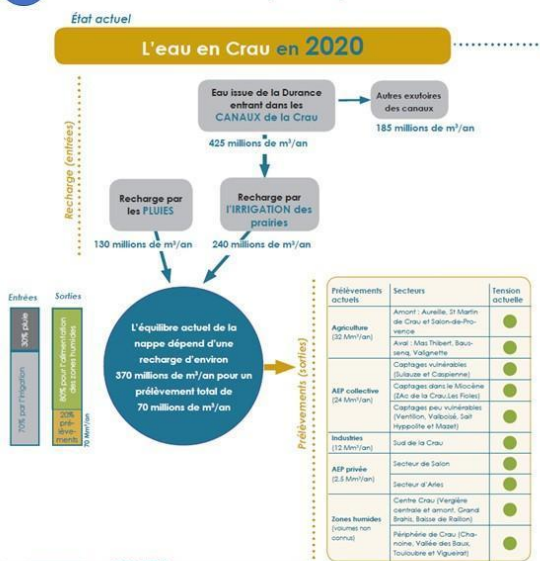 État actuel
L'eau en Crau en 2020
Recharge (entrées)
Eau issue de la Durance
entrant dans les
CANAUX de la Crau
425 millions de m³/an
Autres exutoires
des canaux
185 millions de m³/an
Recharge par
les PLUIES
130 millions de m³/an
Recharge par
l'IRRIGATION des
prairies
240 millions de m³/an
Entrées
30% pluie
70% par l'irrigation
Sorties
80% pour l'alimentation
des zones humides
20%
pré-
lève-
ments
70 Mm³/an
L'équilibre actuel de la
nappe dépend d'une
recharge d'environ
370 millions de m³/an pour un
prélèvement total de
70 millions de m³/an
Prélèvements (sorties)
Prélèvements
actuels
Secteurs
Tension
actuelle
Agriculture
(32 Mm³/an)
Amont : Aureille, St Martin
de Crau et Salon-de-Pro-
vence
Aval : Mas Thibert, Baus-
senq, Valignette
AEP collective
(24 Mm³/an)
Captages vulnérables
(Sulauze et Caspienne)
Captages dans le Miocène
(ZAc de la Crau,Les Fioles)
Captages peu vulnérables
(Ventillon, Valboisé, Sait
Hyppolite et Mazet)
Industries
(12 Mm³/an)
Sud de la Crau
AEP privée
(2.5 Mm³/an)
Secteur de Salon
Secteur d'Arles
Zones humides
(volumes non
connus)
Centre Crau (Vergière
centrale et amont, Grand
Brahis, Baisse de Raillon)
Périphérie de Crau (Cha-
noine, Vallée des Baux,
Touloubre et Vigueirat)